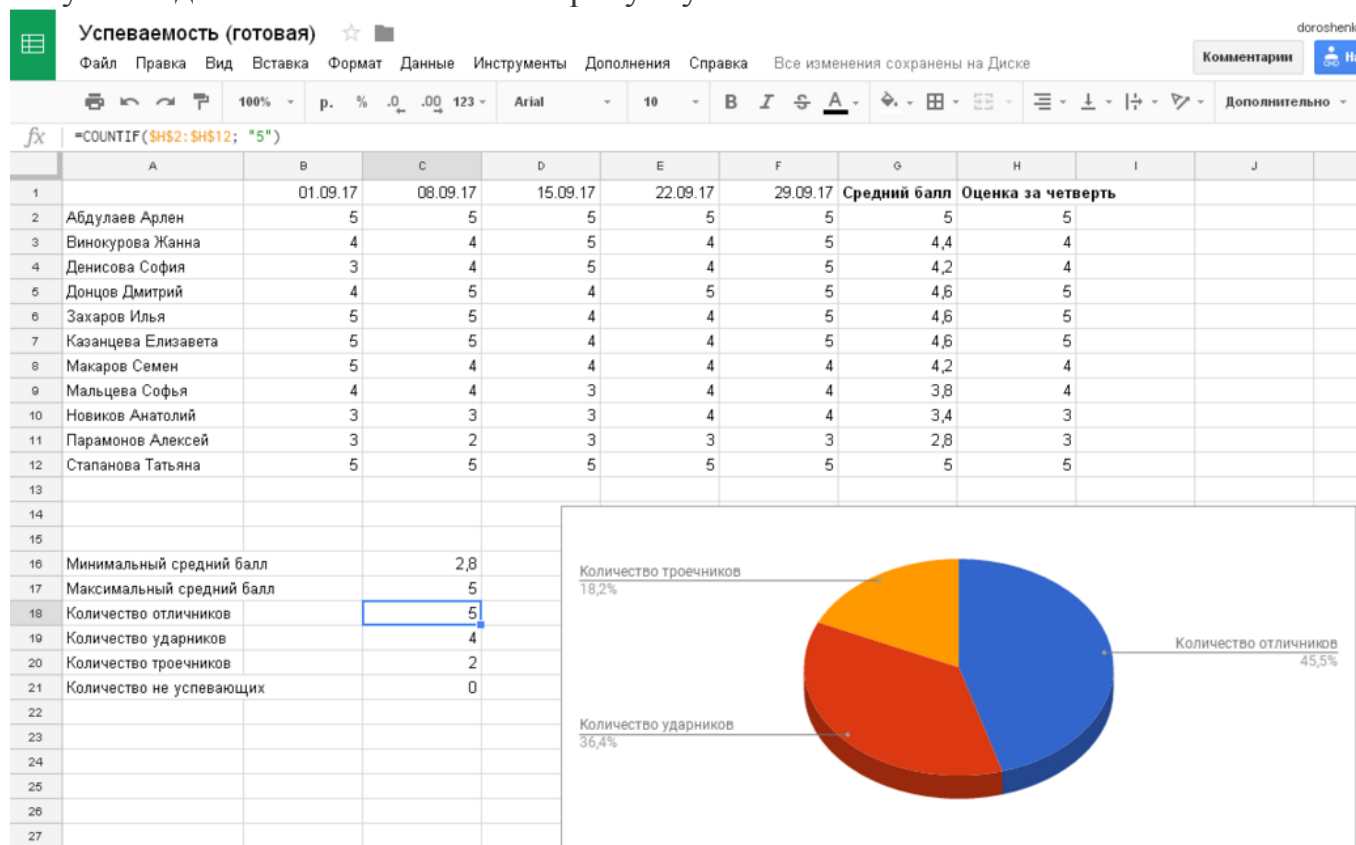 Успеваемость (готовая)
doroshenk
Файл Правка Вид Вставка Формат Данные Инструменты Дополнения Справка Все изменения сохранены на Диске
Комментарии
100% р. % .0 .00 123 Arial 10 B I S A Дополнительно
fx =COUNTIF($H$2:$H$12; "5")
A B C D E F G H I J
1 01.09.17 08.09.17 15.09.17 22.09.17 29.09.17 Средний балл Оценка за четверть
2 Абдулаев Арлен 5 5 5 5 5 5 5
3 Винокурова Жанна 4 4 5 4 5 4,4 4
4 Денисова София 3 4 5 4 5 4,2 4
5 Донцов Дмитрий 4 5 4 5 5 4,6 5
6 Захаров Илья 5 5 4 4 5 4,6 5
7 Казанцева Елизавета 5 5 4 4 5 4,6 5
8 Макаров Семен 5 4 4 4 4 4,2 4
9 Мальцева Софья 4 4 3 4 4 3,8 4
10 Новиков Анатолий 3 3 3 4 4 3,4 3
11 Парамонов Алексей 3 2 3 3 3 2,8 3
12 Стапанова Татьяна 5 5 5 5 5 5 5
13
14
15
16 Минимальный средний балл 2,8
17 Максимальный средний балл 5
18 Количество отличников 5
19 Количество ударников 4
20 Количество троечников 2
21 Количество не успевающих 0
22
23
24
25
26
27
Количество троечников
18,2%
Количество отличников
45,5%
Количество ударников
36,4%